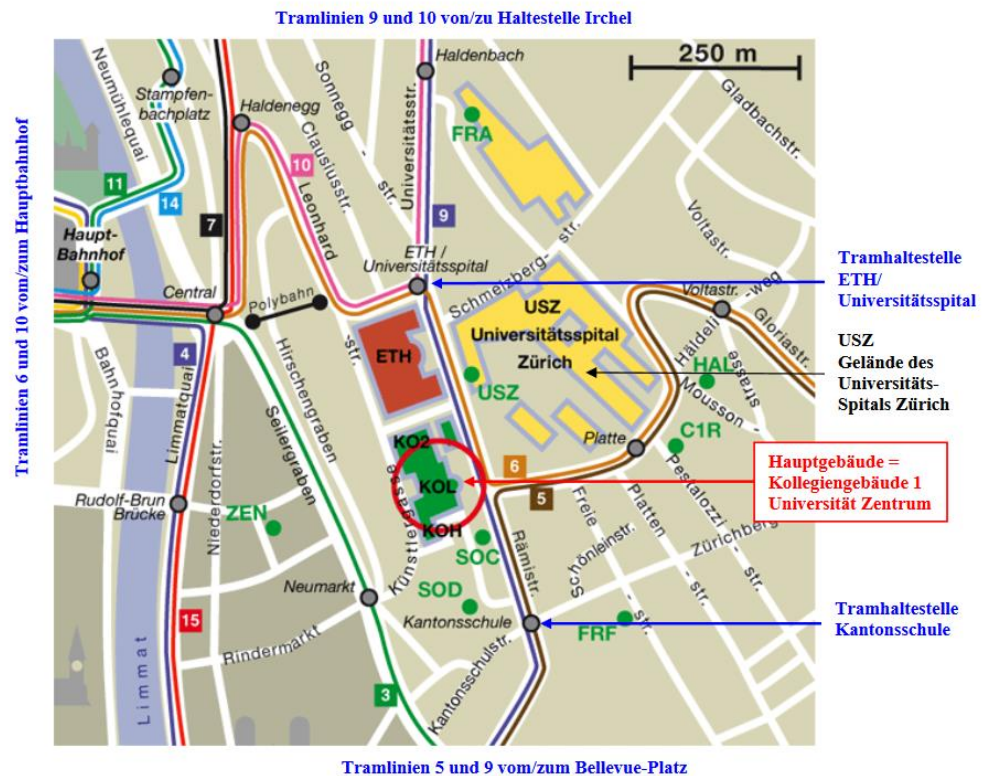 Tramlinien 9 und 10 von/zu Haltestelle Irchel
Tramlinien 6 und 10 vom/zum Hauptbahnhof
250 m
Haldenbach
Stampfen-
bachplatz
Neumühlequai
Haldenegg
Sonnegg - str.
Clausiusstr.
Universitätsstr.
FRA
Gladbachstr.
11
14
7
10
Leonhard
-str.
9
Haupt-
Bahnhof
ETH /
Universitätsspital
Schmelzberg-
str.
Voltastr.
Voltastr.
Central
Polybahn
USZ
Universitätsspital
Zürich
Häldeli
-weg
Gloriastr.
Tramhaltestelle
ETH/
Universitätsspital
USZ
Gelände des
Universitäts-
Spitals Zürich
4
Bahnhofquai
Limmatquai
Hirschengraben
Seilergraben
ETH
USZ
HAL
Mousson -
strasse
C1R
Platte
KO2
KOL
KOH
6
5
Hauptgebäude =
Kollegiengebäude 1
Universität Zentrum
Rudolf-Brun
Brücke
Niederdorfstr.
ZEN
Künstlergasse
SOC
SOD
Rämistr.
Freie - str.
Schönleinstr.
Platten - str.
Pestalozzi - str.
Zürichberg
Neumarkt
Kantonsschule
FRF
Tramhaltestelle
Kantonsschule
15
Rindermarkt
Limmat
3
Kantonsschulstr.
Tramlinien 5 und 9 vom/zum Bellevue-Platz